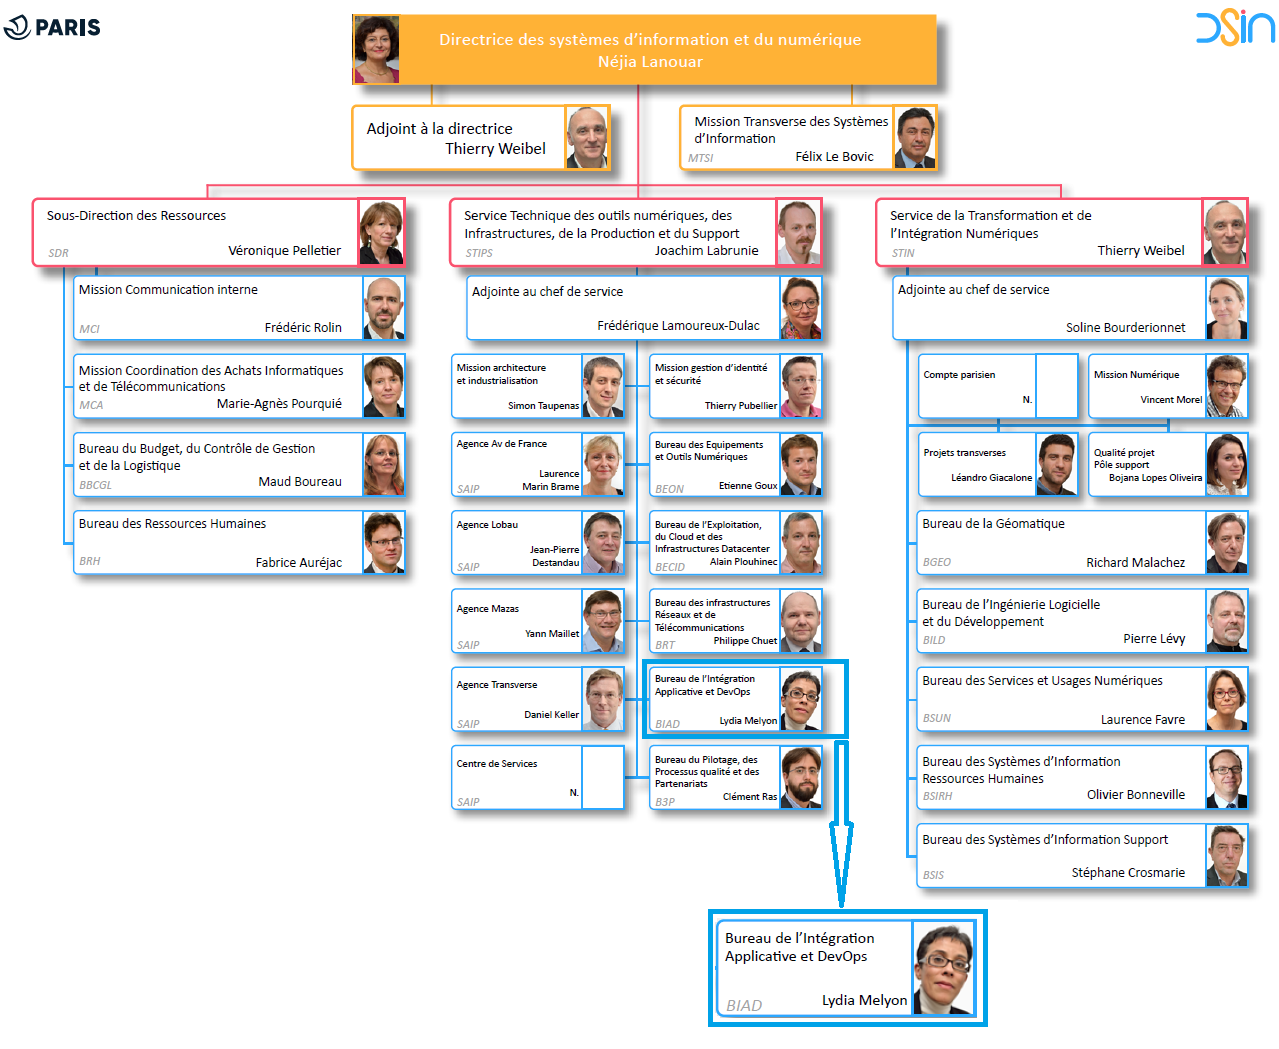 PARIS
DSin
Directrice des systèmes d’information et du numérique
Néjia Lanouar
Adjoint à la directrice
Thierry Weibel
Mission Transverse des Systèmes
d’Information
MTSI
Félix Le Bovic
Sous-Direction des Ressources
SDR
Véronique Pelletier
Mission Communication interne
MCI
Frédéric Rolin
Mission Coordination des Achats Informatiques
et de Télécommunications
MCA
Marie-Agnès Pourquié
Bureau du Budget, du Contrôle de Gestion
et de la Logistique
BBCGL
Maud Boureau
Bureau des Ressources Humaines
BRH
Fabrice Auréjac
Service Technique des outils numériques, des
Infrastructures, de la Production et du Support
STIPS
Joachim Labrunie
Adjointe au chef de service
Frédérique Lamoureux-Dulac
Mission architecture
et industrialisation
Simon Taupenas
Mission gestion d’identité
et sécurité
Thierry Pubellier
Agence Av de France
Laurence
SAIP
Marin Brame
Bureau des Equipements
et Outils Numériques
BEON
Etienne Goux
Agence Lobau
Jean-Pierre
SAIP
Destandau
Bureau de l’Exploitation,
du Cloud et des
Infrastructures Datacenter
BECID
Alain Plouhinec
Agence Mazas
Yann Maillet
SAIP
Bureau des infrastructures
Réseaux et de
Télécommunications
BRT
Philippe Chuet
Agence Transverse
Daniel Keller
SAIP
Bureau de l’Intégration
Applicative et DevOps
BIAD
Lydia Melyon
Centre de Services
N.
SAIP
Bureau du Pilotage, des
Processus qualité et des
Partenariats
B3P
Clément Ras
Service de la Transformation et de
l’Intégration Numériques
STIN
Thierry Weibel
Adjointe au chef de service
Soline Bourderionnet
Compte parisien
N.
Mission Numérique
Vincent Morel
Projets transverses
Léandro Giacalone
Qualité projet
Pôle support
Bojana Lopes Oliveira
Bureau de la Géomatique
BGEO
Richard Malachez
Bureau de l’Ingénierie Logicielle
et du Développement
BILD
Pierre Lévy
Bureau des Services et Usages Numériques
BSUN
Laurence Favre
Bureau des Systèmes d’Information
Ressources Humaines
BSIRH
Olivier Bonneville
Bureau des Systèmes d’Information Support
BSIS
Stéphane Crosmarie
Bureau de l’Intégration
Applicative et DevOps
BIAD
Lydia Melyon